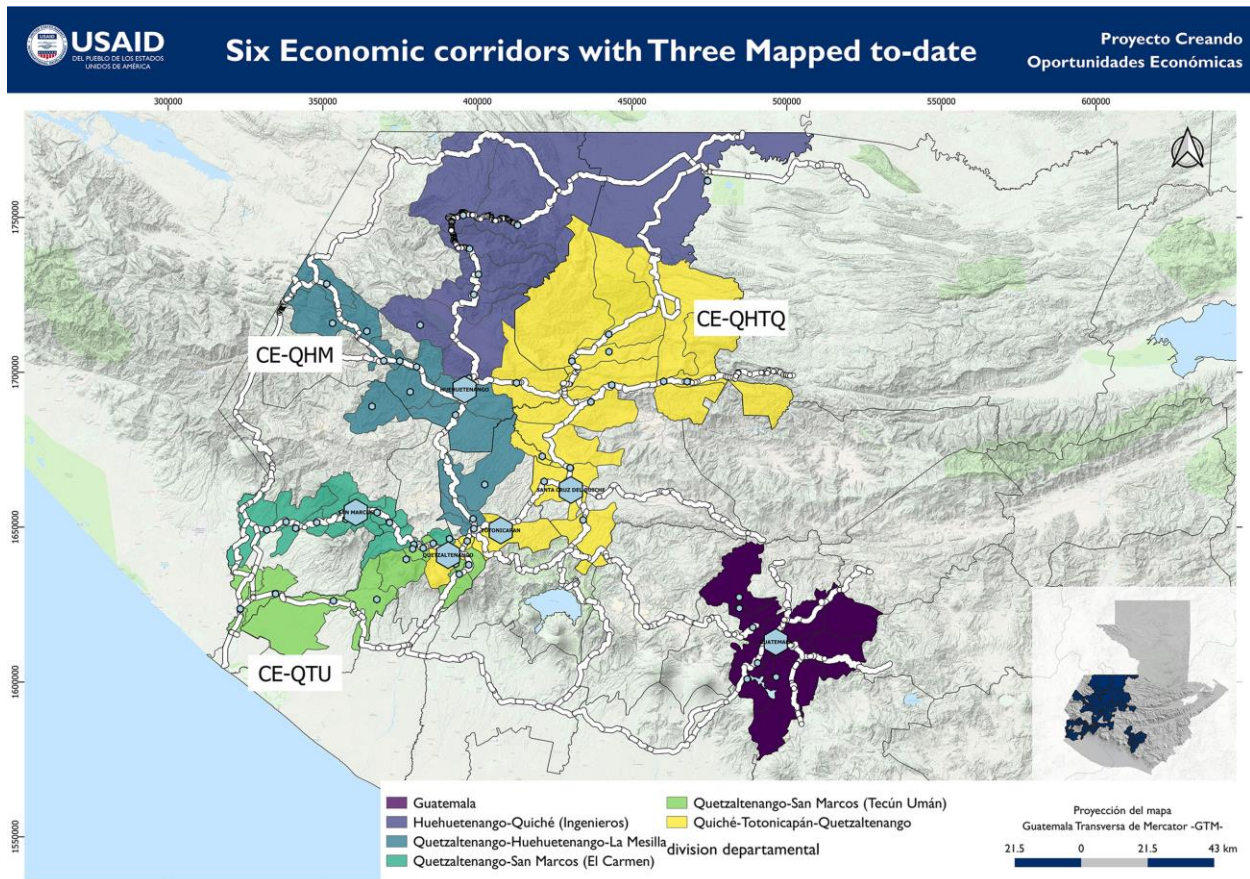 USAID
DEL PUEBLO DE LOS ESTADOS
UNIDOS DE AMÉRICA
Six Economic corridors with Three Mapped to-date
Proyecto Creando
Oportunidades Económicas
300000
350000
400000
450000
500000
550000
600000
1750000
1700000
1650000
1600000
1550000
CE-QHTQ
CE-QHM
HUEHUETENANGO
SANTA CRUZ DEL QUICHE
SAN MARCOS
TOTONICAPAN
QUETZALTENANGO
GUATEMALA
CE-QTU
Guatemala
Huehuetenango-Quiché (Ingenieros)
Quetzaltenango-Huehuetenango-La Mesilla
Quetzaltenango-San Marcos (El Carmen)
Quetzaltenango-San Marcos (Tecún Umán)
Quiché-Totonicapán-Quetzaltenango
division departamental
Proyección del mapa
Guatemala Transversa de Mercator -GTM-
21.5 0 21.5 43 km